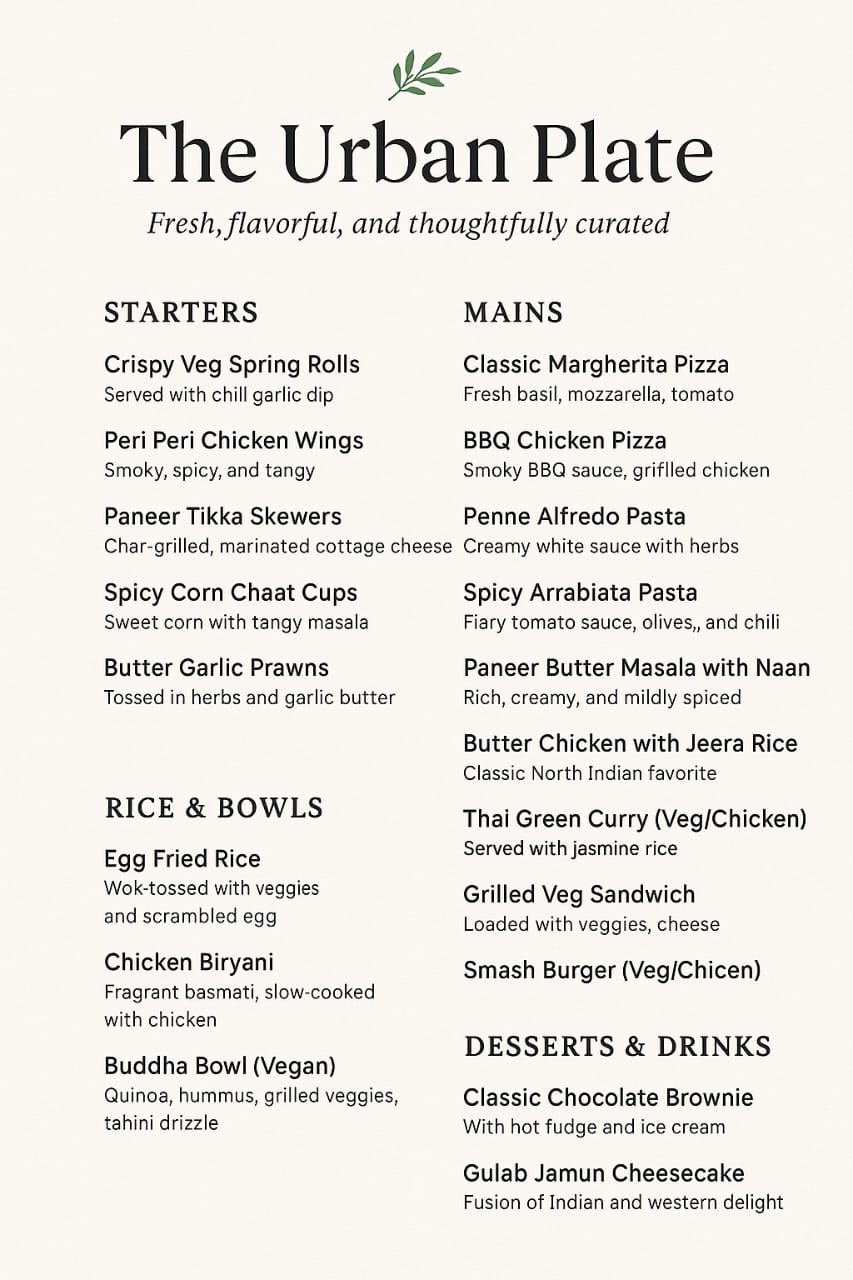 The Urban Plate
Fresh, flavorful, and thoughtfully curated
STARTERS
Crispy Veg Spring Rolls
Served with chill garlic dip
Peri Peri Chicken Wings
Smoky, spicy, and tangy
Paneer Tikka Skewers
Char-grilled, marinated cottage cheese
Spicy Corn Chaat Cups
Sweet corn with tangy masala
Butter Garlic Prawns
Tossed in herbs and garlic butter
RICE & BOWLS
Egg Fried Rice
Wok-tossed with veggies
and scrambled egg
Chicken Biryani
Fragrant basmati, slow-cooked
with chicken
Buddha Bowl (Vegan)
Quinoa, hummus, grilled veggies,
tahini drizzle
MAINS
Classic Margherita Pizza
Fresh basil, mozzarella, tomato
BBQ Chicken Pizza
Smoky BBQ sauce, griflled chicken
Penne Alfredo Pasta
Creamy white sauce with herbs
Spicy Arrabiata Pasta
Fiary tomato sauce, olives,, and chili
Paneer Butter Masala with Naan
Rich, creamy, and mildly spiced
Butter Chicken with Jeera Rice
Classic North Indian favorite
Thai Green Curry (Veg/Chicken)
Served with jasmine rice
Grilled Veg Sandwich
Loaded with veggies, cheese
Smash Burger (Veg/Chicen)
DESSERTS & DRINKS
Classic Chocolate Brownie
With hot fudge and ice cream
Gulab Jamun Cheesecake
Fusion of Indian and western delight